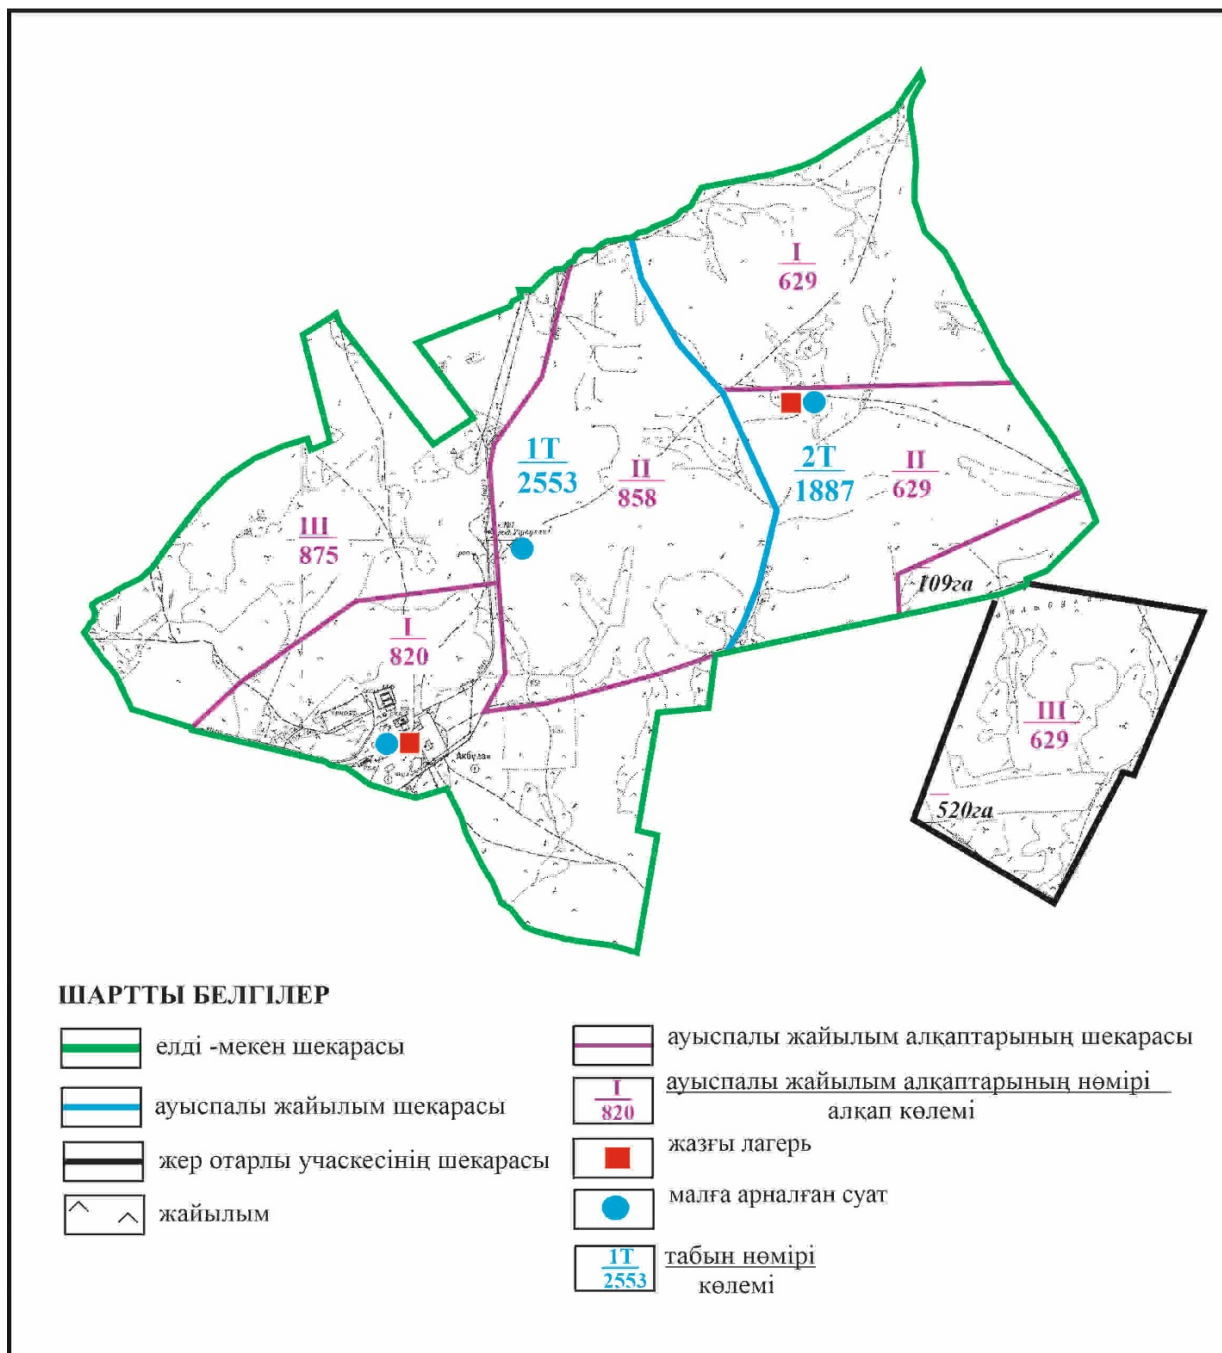 I
629
1Т
2553
II
858
2Т
1887
II
629
III
875
109га
I
820
III
629
Акбулак
520га
ШАРТТЫ БЕЛГІЛЕР
елді -мекен шекарасы
ауыспалы жайылым шекарасы
жер отарлы учаскесінің шекарасы
жайылым
ауыспалы жайылым алқаптарының шекарасы
I
820
ауыспалы жайылым алқаптарының нөмірі
алқап көлемі
жазғы лагерь
малға арналған суат
1Т
2553
табын нөмірі
көлемі